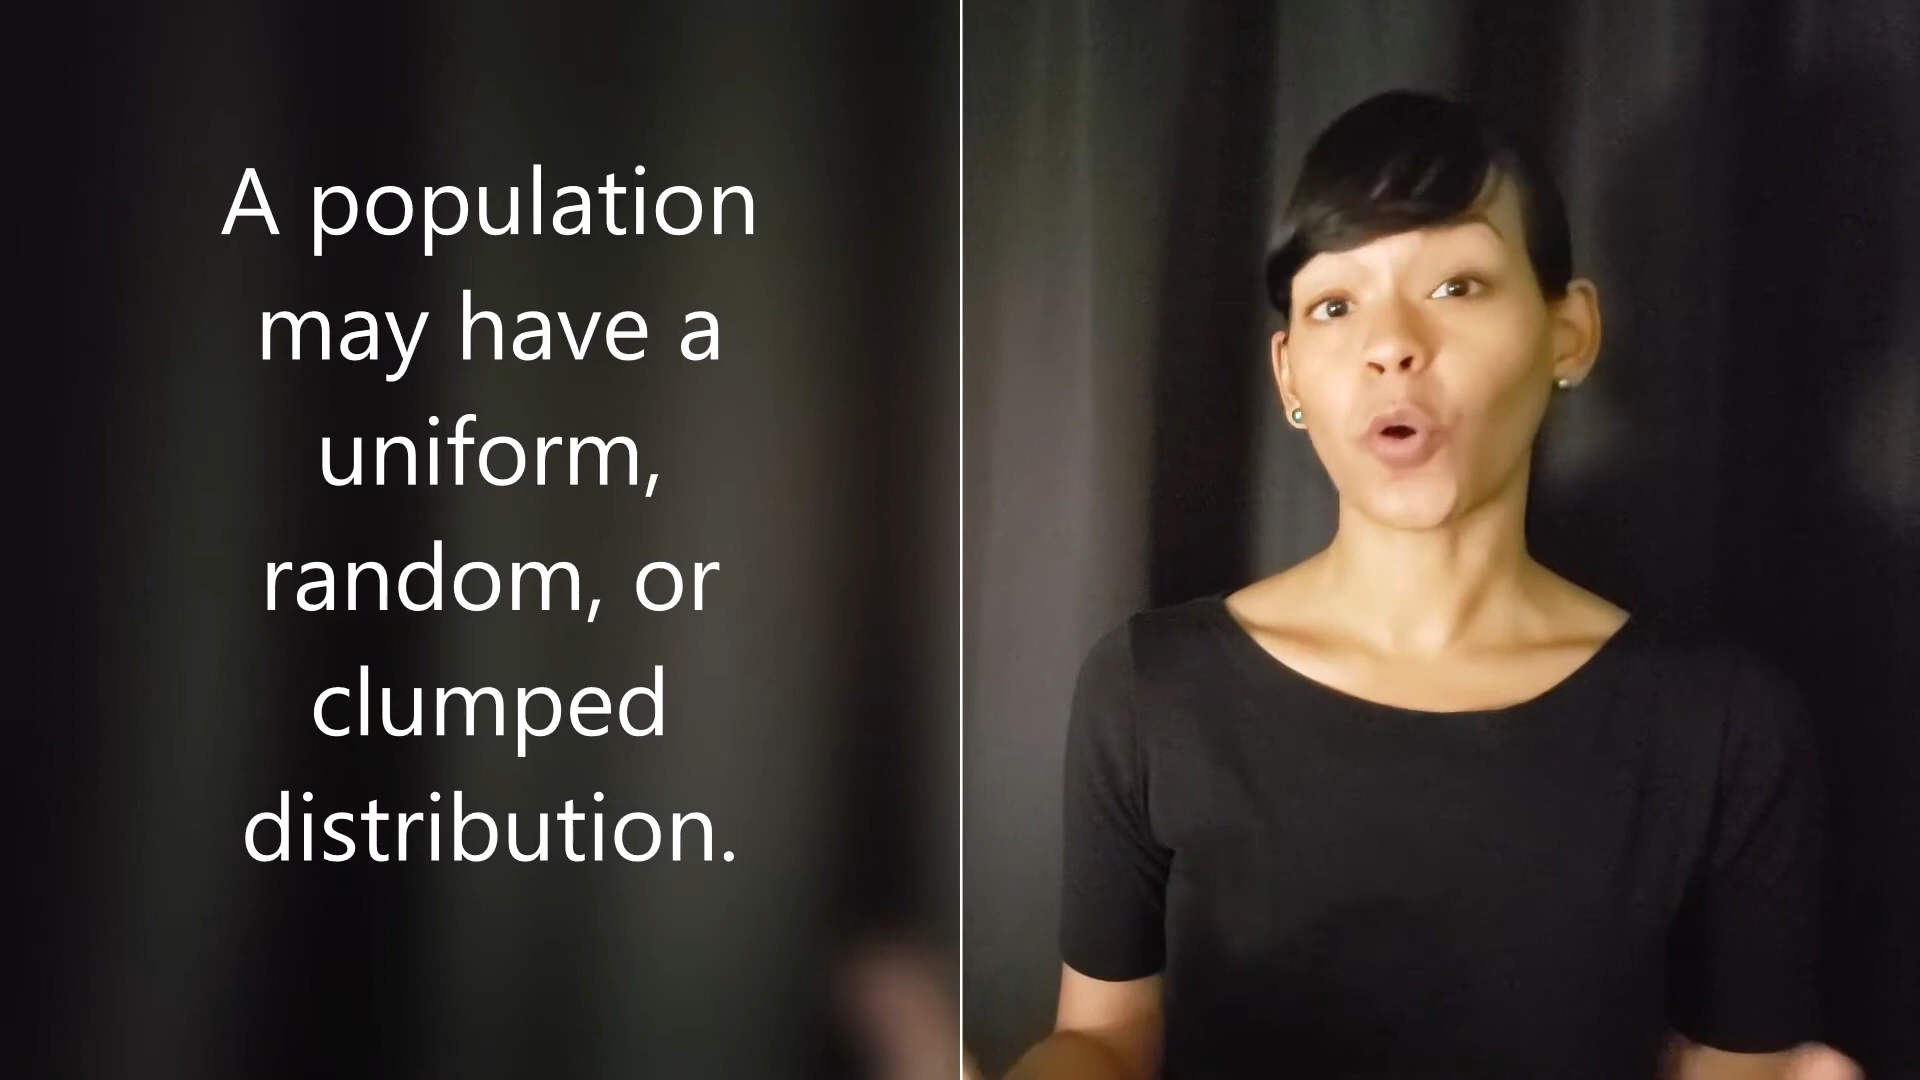 A population
may have a
uniform,
random, or
clumped
distribution.